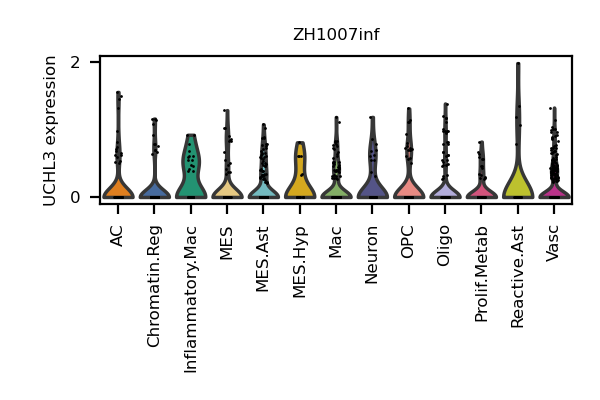 ZH1007inf
UCHL3 expression
2
0
AC
Chromatin.Reg
Inflammatory.Mac
MES
MES.Ast
MES.Hyp
Mac
Neuron
OPC
Oligo
Prolif.Metab
Reactive.Ast
Vasc